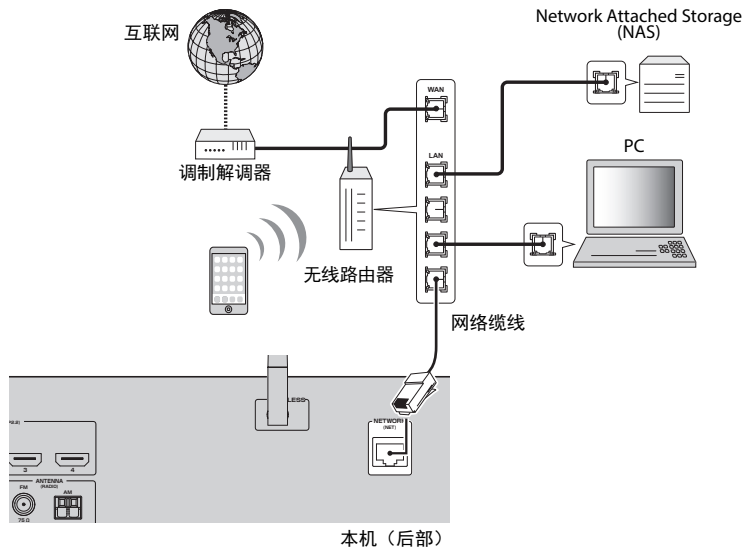 互联网
Network Attached Storage
(NAS)
WAN
LAN
调制解调器
PC
无线路由器
网络缆线
NETWORK
(NET)
3
4
ANTENNA
(RADIO)
FM
AM
75 Ω
本机（后部）